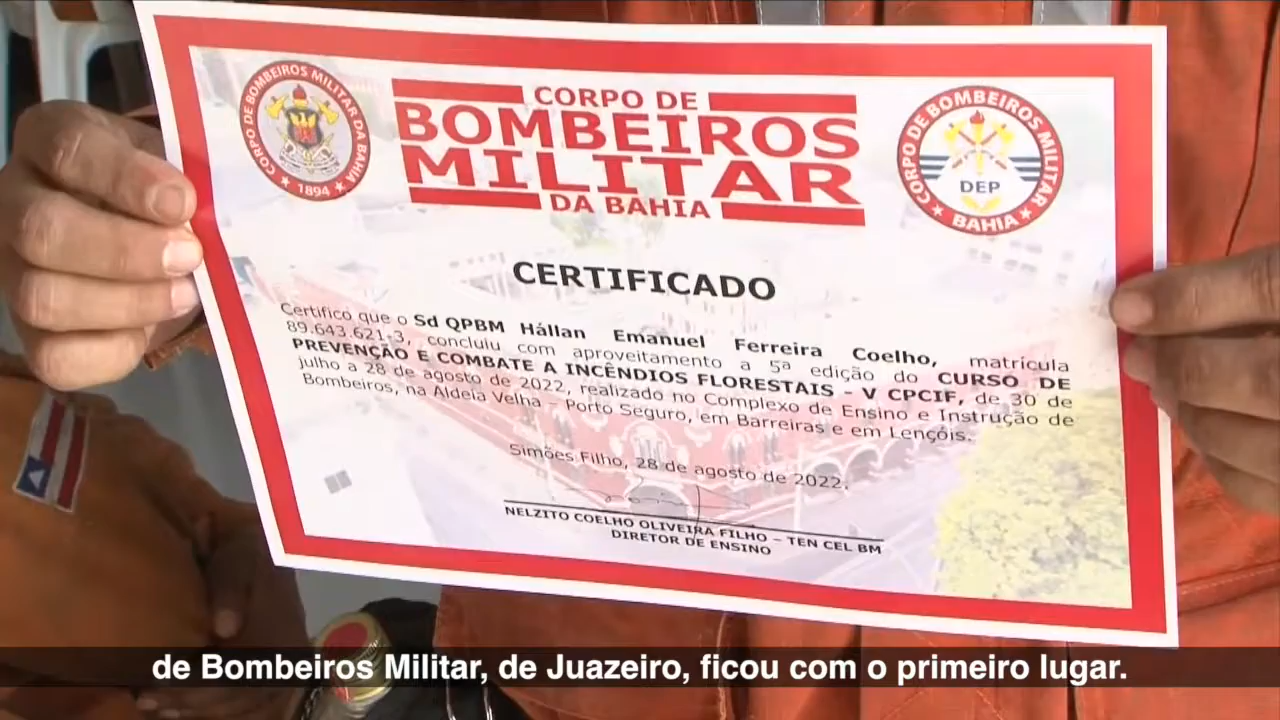 CORPO DE BOMBEIROS MILITAR DA BAHIA
★ 1894 ★
CORPO DE
BOMBEIROS
MILITAR
DA BAHIA
CORPO DE BOMBEIROS MILITAR
DEP
★ BAHIA ★
CERTIFICADO
Certifico que o Sd QPBM Hállan Emanuel Ferreira Coelho, matrícula
89.643.621-3, concluiu com aproveitamento a 5ª edição do CURSO DE
PREVENÇÃO E COMBATE A INCÊNDIOS FLORESTAIS - V CPCIF, de 30 de
julho a 28 de agosto de 2022, realizado no Complexo de Ensino e Instrução de
Bombeiros, na Aldeia Velha – Porto Seguro, em Barreiras e em Lençóis.
Simões Filho, 28 de agosto de 2022.
NELZITO COELHO OLIVEIRA FILHO – TEN CEL BM
DIRETOR DE ENSINO
de Bombeiros Militar, de Juazeiro, ficou com o primeiro lugar.